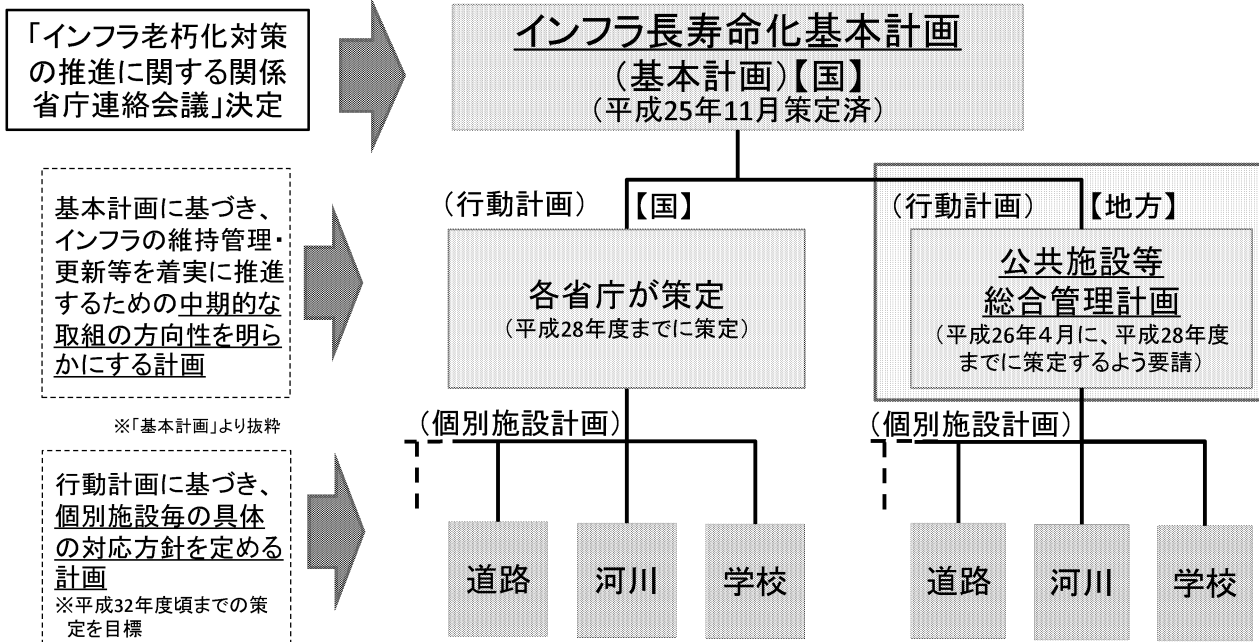 「インフラ老朽化対策
の推進に関する関係
省庁連絡会議」決定
インフラ長寿命化基本計画
(基本計画)【国】
(平成25年11月策定済)
基本計画に基づき、
インフラの維持管理・
更新等を着実に推進
するための中期的な
取組の方向性を明ら
かにする計画
※「基本計画」より抜粋
(行動計画) 【国】
各省庁が策定
(平成28年度までに策定)
(行動計画) 【地方】
公共施設等
総合管理計画
(平成26年4月に、平成28年度
までに策定するよう要請)
行動計画に基づき、
個別施設毎の具体
の対応方針を定める
計画
※平成32年度頃までの策
定を目標
(個別施設計画)
道路
河川
学校
(個別施設計画)
道路
河川
学校